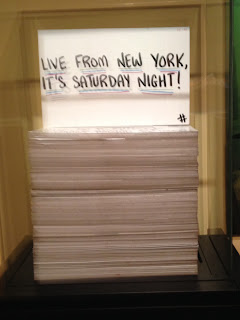 LIVE FROM NEW YORK,
IT'S SATURDAY NIGHT!